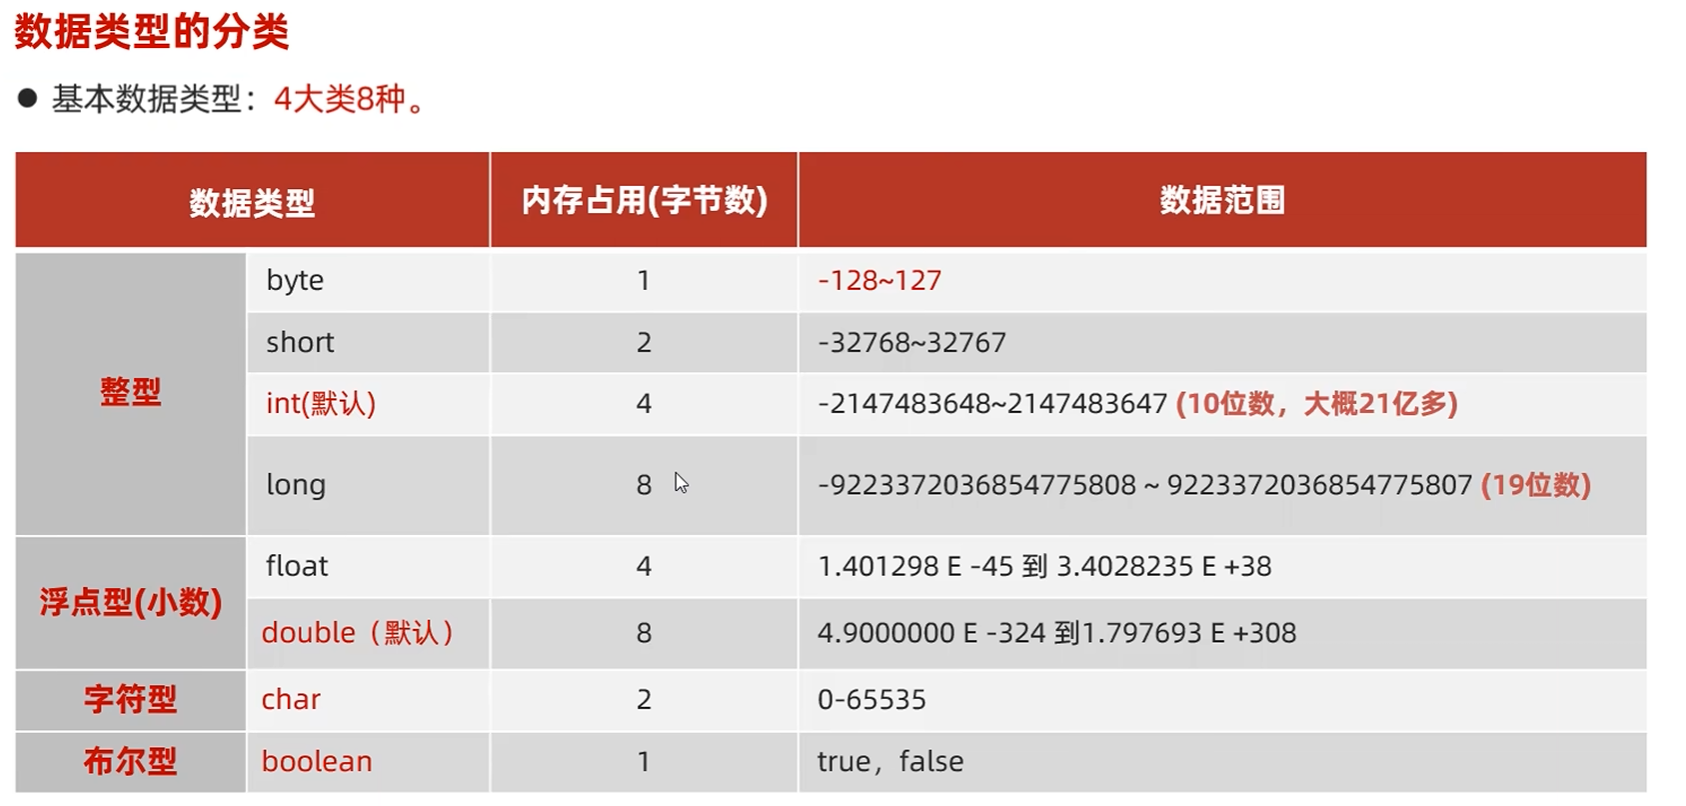 数据类型的分类
● 基本数据类型：4大类8种。
数据类型 内存占用(字节数) 数据范围
整型
byte 1 -128~127
short 2 -32768~32767
int(默认) 4 -2147483648~2147483647 (10位数，大概21亿多)
long 8 -9223372036854775808 ~ 9223372036854775807 (19位数)
浮点型(小数)
float 4 1.401298 E -45 到 3.4028235 E +38
double（默认） 8 4.9000000 E -324 到1.797693 E +308
字符型 char 2 0-65535
布尔型 boolean 1 true，false